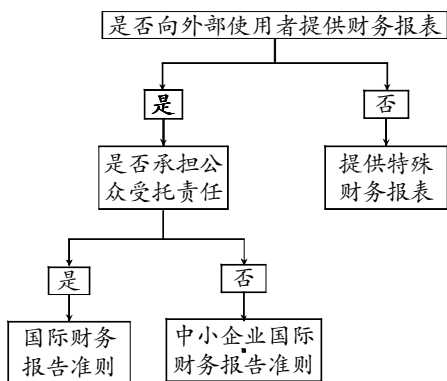 是否向外部使用者提供财务报表
是
否
是否承担公
众受托责任
提供特殊
财务报表
是
否
国际财务
报告准则
中小企业国际
财务报告准则